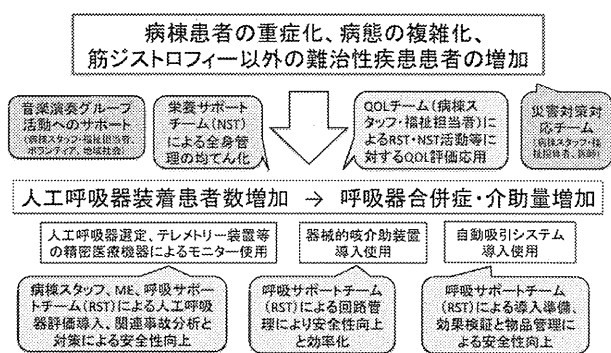 病棟患者の重症化、病態の複雑化、
筋ジストロフィー以外の難治性疾患患者の増加
音楽演奏グループ
活動へのサポート
(病棟スタッフ・福祉担当者、
ボランティア、地域社会)
栄養サポート
チーム(NST)
による全身管
理の均てん化
QOLチーム(病棟ス
タッフ・福祉担当者)に
よるRST・NST活動等に
対するQOL評価応用
災害対策対
応チーム
(病棟スタッフ・福
祉担当者、医師)
人工呼吸器装着患者数増加 → 呼吸器合併症・介助量増加
人工呼吸器選定、テレメトリー装置等
の精密医療機器によるモニター使用
器械的咳介助装置
導入使用
自動吸引システム
導入使用
病棟スタッフ、ME、呼吸サポー
トチーム(RST)による人工呼吸
器評価導入、関連事故分析と
対策による安全性向上
呼吸サポートチーム
(RST)による回路管
理により安全性向上
と効率化
呼吸サポートチーム
(RST)による導入準備、
効果検証と物品管理に
よる安全性向上